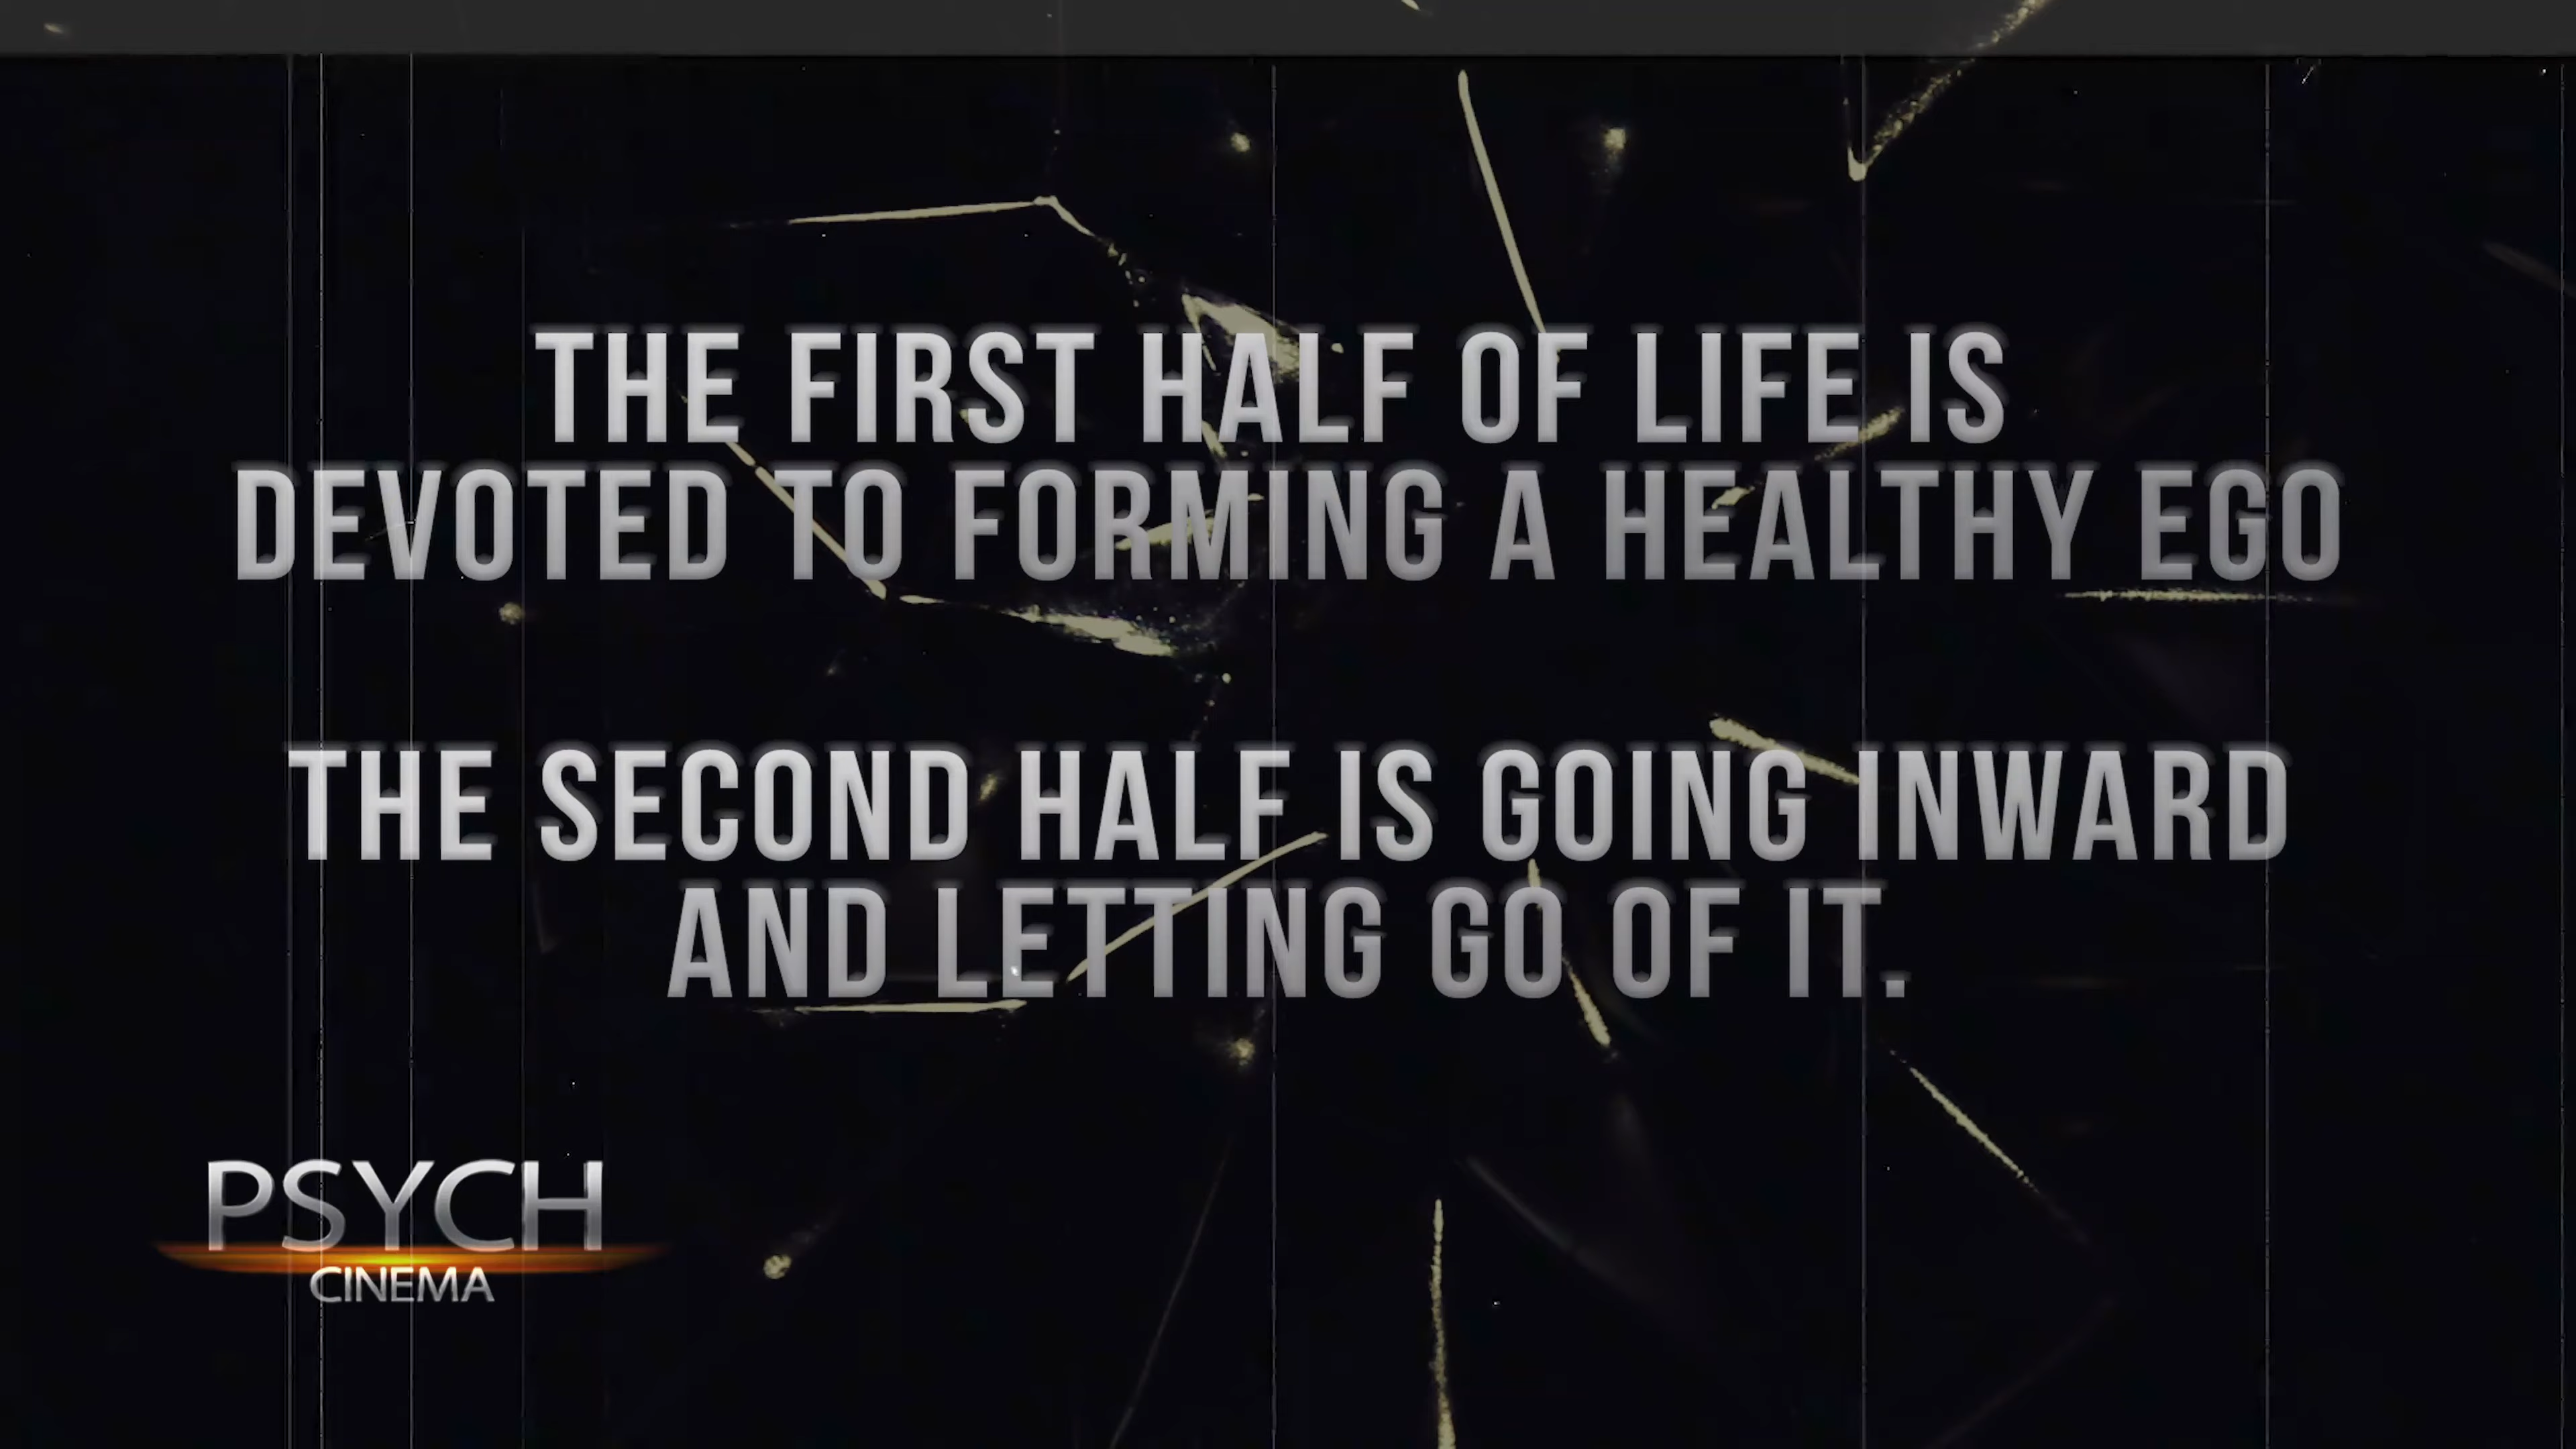 THE FIRST HALF OF LIFE IS
DEVOTED TO FORMING A HEALTHY EGO
THE SECOND HALF IS GOING INWARD
AND LETTING GO OF IT.
PSYCH
CINEMA